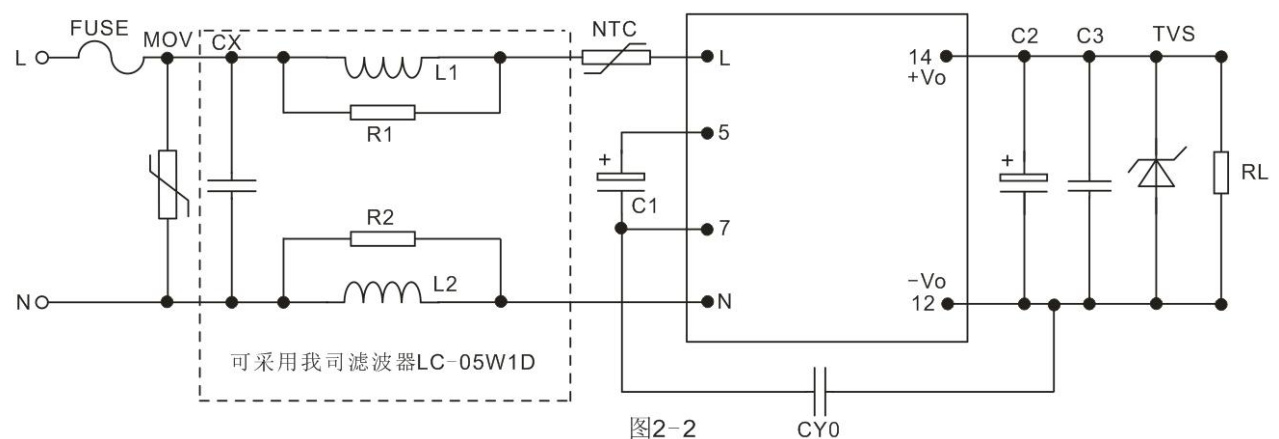 FUSE
MOV
CX
L
L1
R1
NTC
L
5
+
C1
7
R2
L2
N
N
可采用我司滤波器LC-05W1D
14
+Vo
−Vo
12
C2
C3
TVS
+
RL
CY0
图2-2